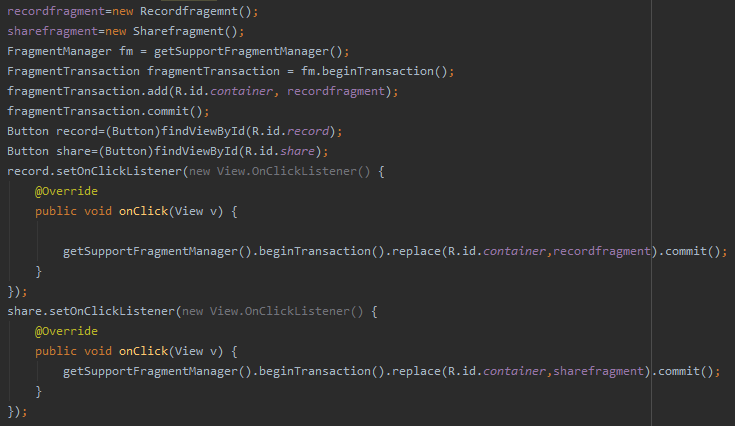 recordfragment=new Recordfragemnt();
sharefragment=new Sharefragment();
FragmentManager fm = getSupportFragmentManager();
FragmentTransaction fragmentTransaction = fm.beginTransaction();
fragmentTransaction.add(R.id.container, recordfragment);
fragmentTransaction.commit();
Button record=(Button)findViewById(R.id.record);
Button share=(Button)findViewById(R.id.share);
record.setOnClickListener(new View.OnClickListener() {
    @Override
    public void onClick(View v) {
        getSupportFragmentManager().beginTransaction().replace(R.id.container,recordfragment).commit();
    }
});
share.setOnClickListener(new View.OnClickListener() {
    @Override
    public void onClick(View v) {
        getSupportFragmentManager().beginTransaction().replace(R.id.container,sharefragment).commit();
    }
});